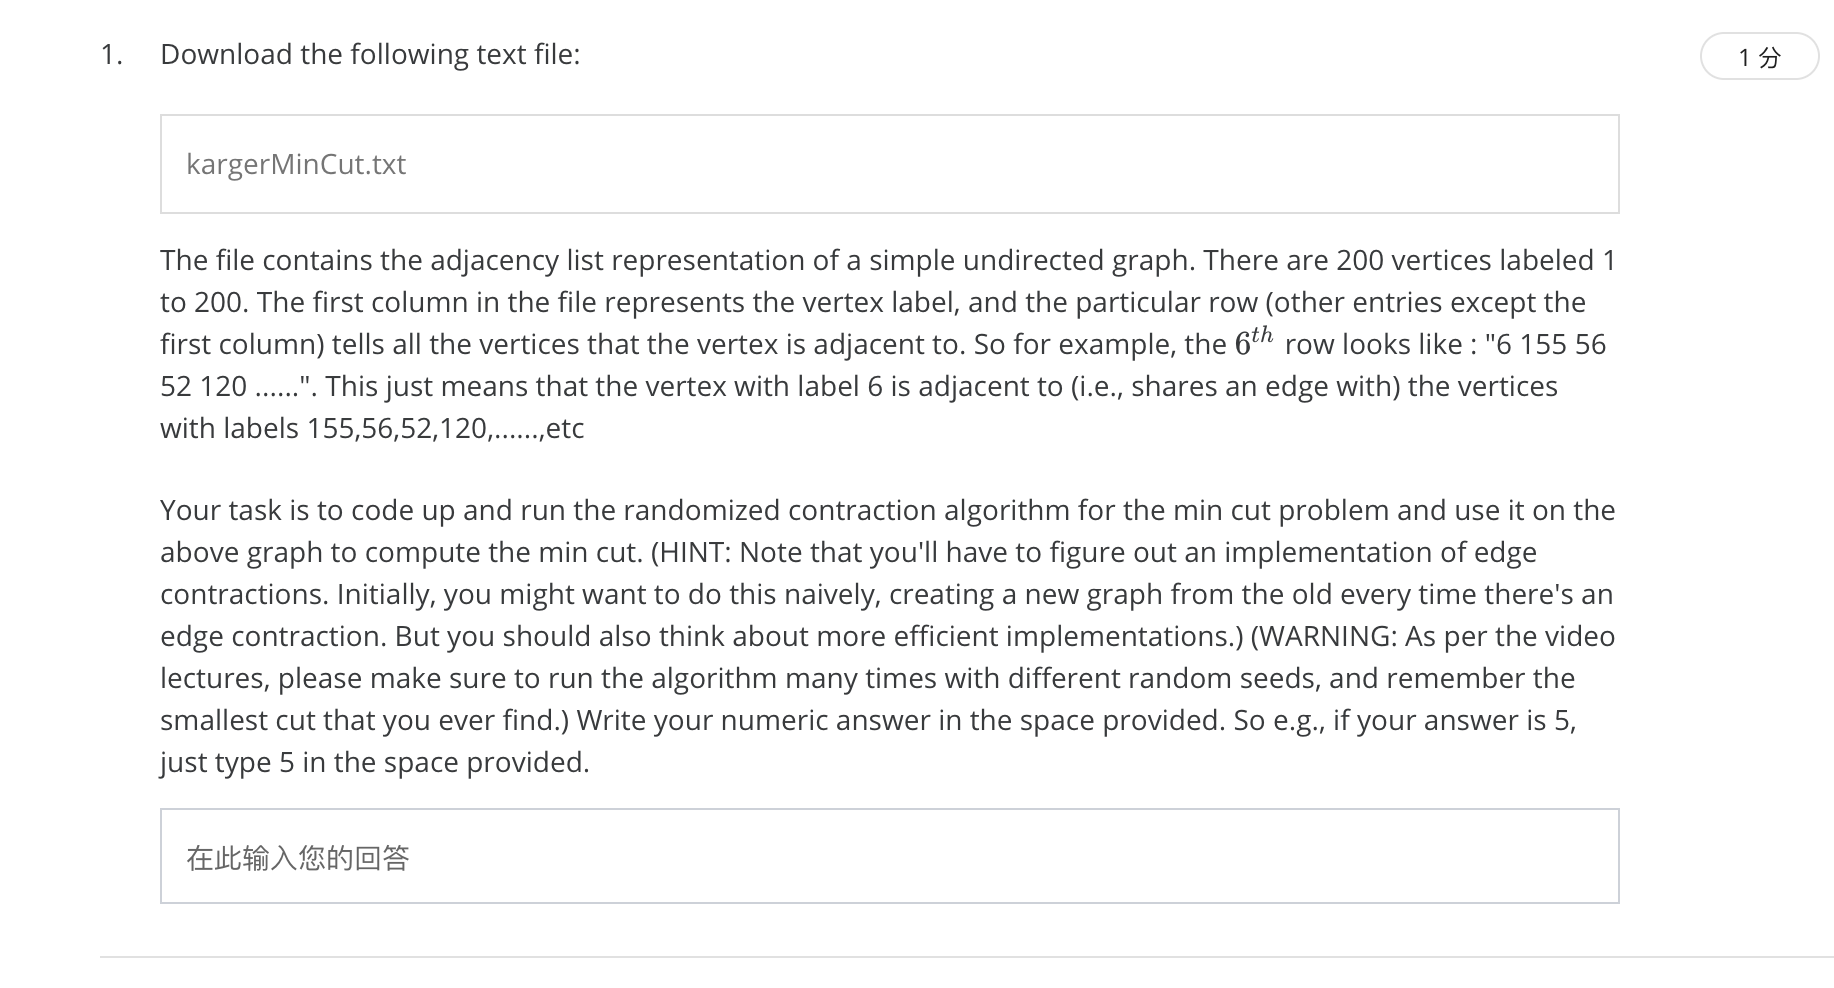 1. Download the following text file:
1 分
kargerMinCut.txt
The file contains the adjacency list representation of a simple undirected graph. There are 200 vertices labeled 1
to 200. The first column in the file represents the vertex label, and the particular row (other entries except the
first column) tells all the vertices that the vertex is adjacent to. So for example, the 6^{th} row looks like : "6 155 56
52 120 ......". This just means that the vertex with label 6 is adjacent to (i.e., shares an edge with) the vertices
with labels 155,56,52,120,......,etc
Your task is to code up and run the randomized contraction algorithm for the min cut problem and use it on the
above graph to compute the min cut. (HINT: Note that you'll have to figure out an implementation of edge
contractions. Initially, you might want to do this naively, creating a new graph from the old every time there's an
edge contraction. But you should also think about more efficient implementations.) (WARNING: As per the video
lectures, please make sure to run the algorithm many times with different random seeds, and remember the
smallest cut that you ever find.) Write your numeric answer in the space provided. So e.g., if your answer is 5,
just type 5 in the space provided.
在此输入您的回答